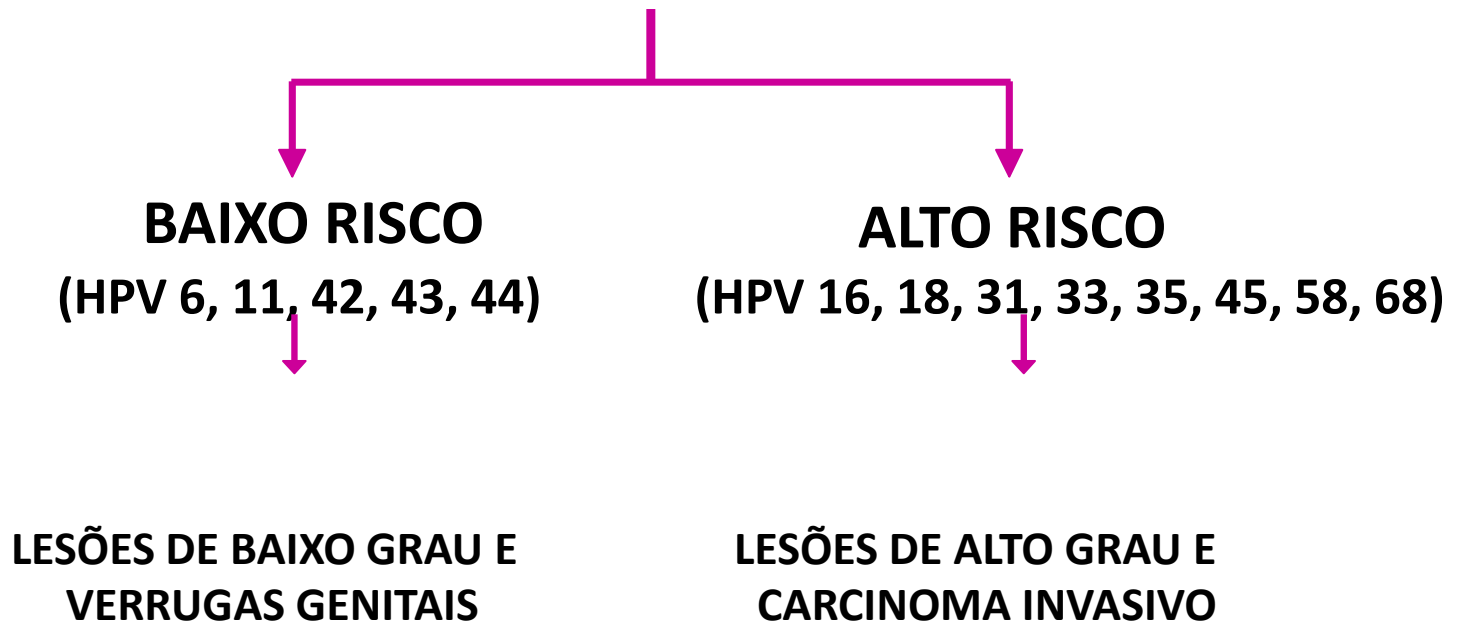 BAIXO RISCO
(HPV 6, 11, 42, 43, 44)
ALTO RISCO
(HPV 16, 18, 31, 33, 35, 45, 58, 68)
LESÕES DE BAIXO GRAU E
VERRUGAS GENITAIS
LESÕES DE ALTO GRAU E
CARCINOMA INVASIVO